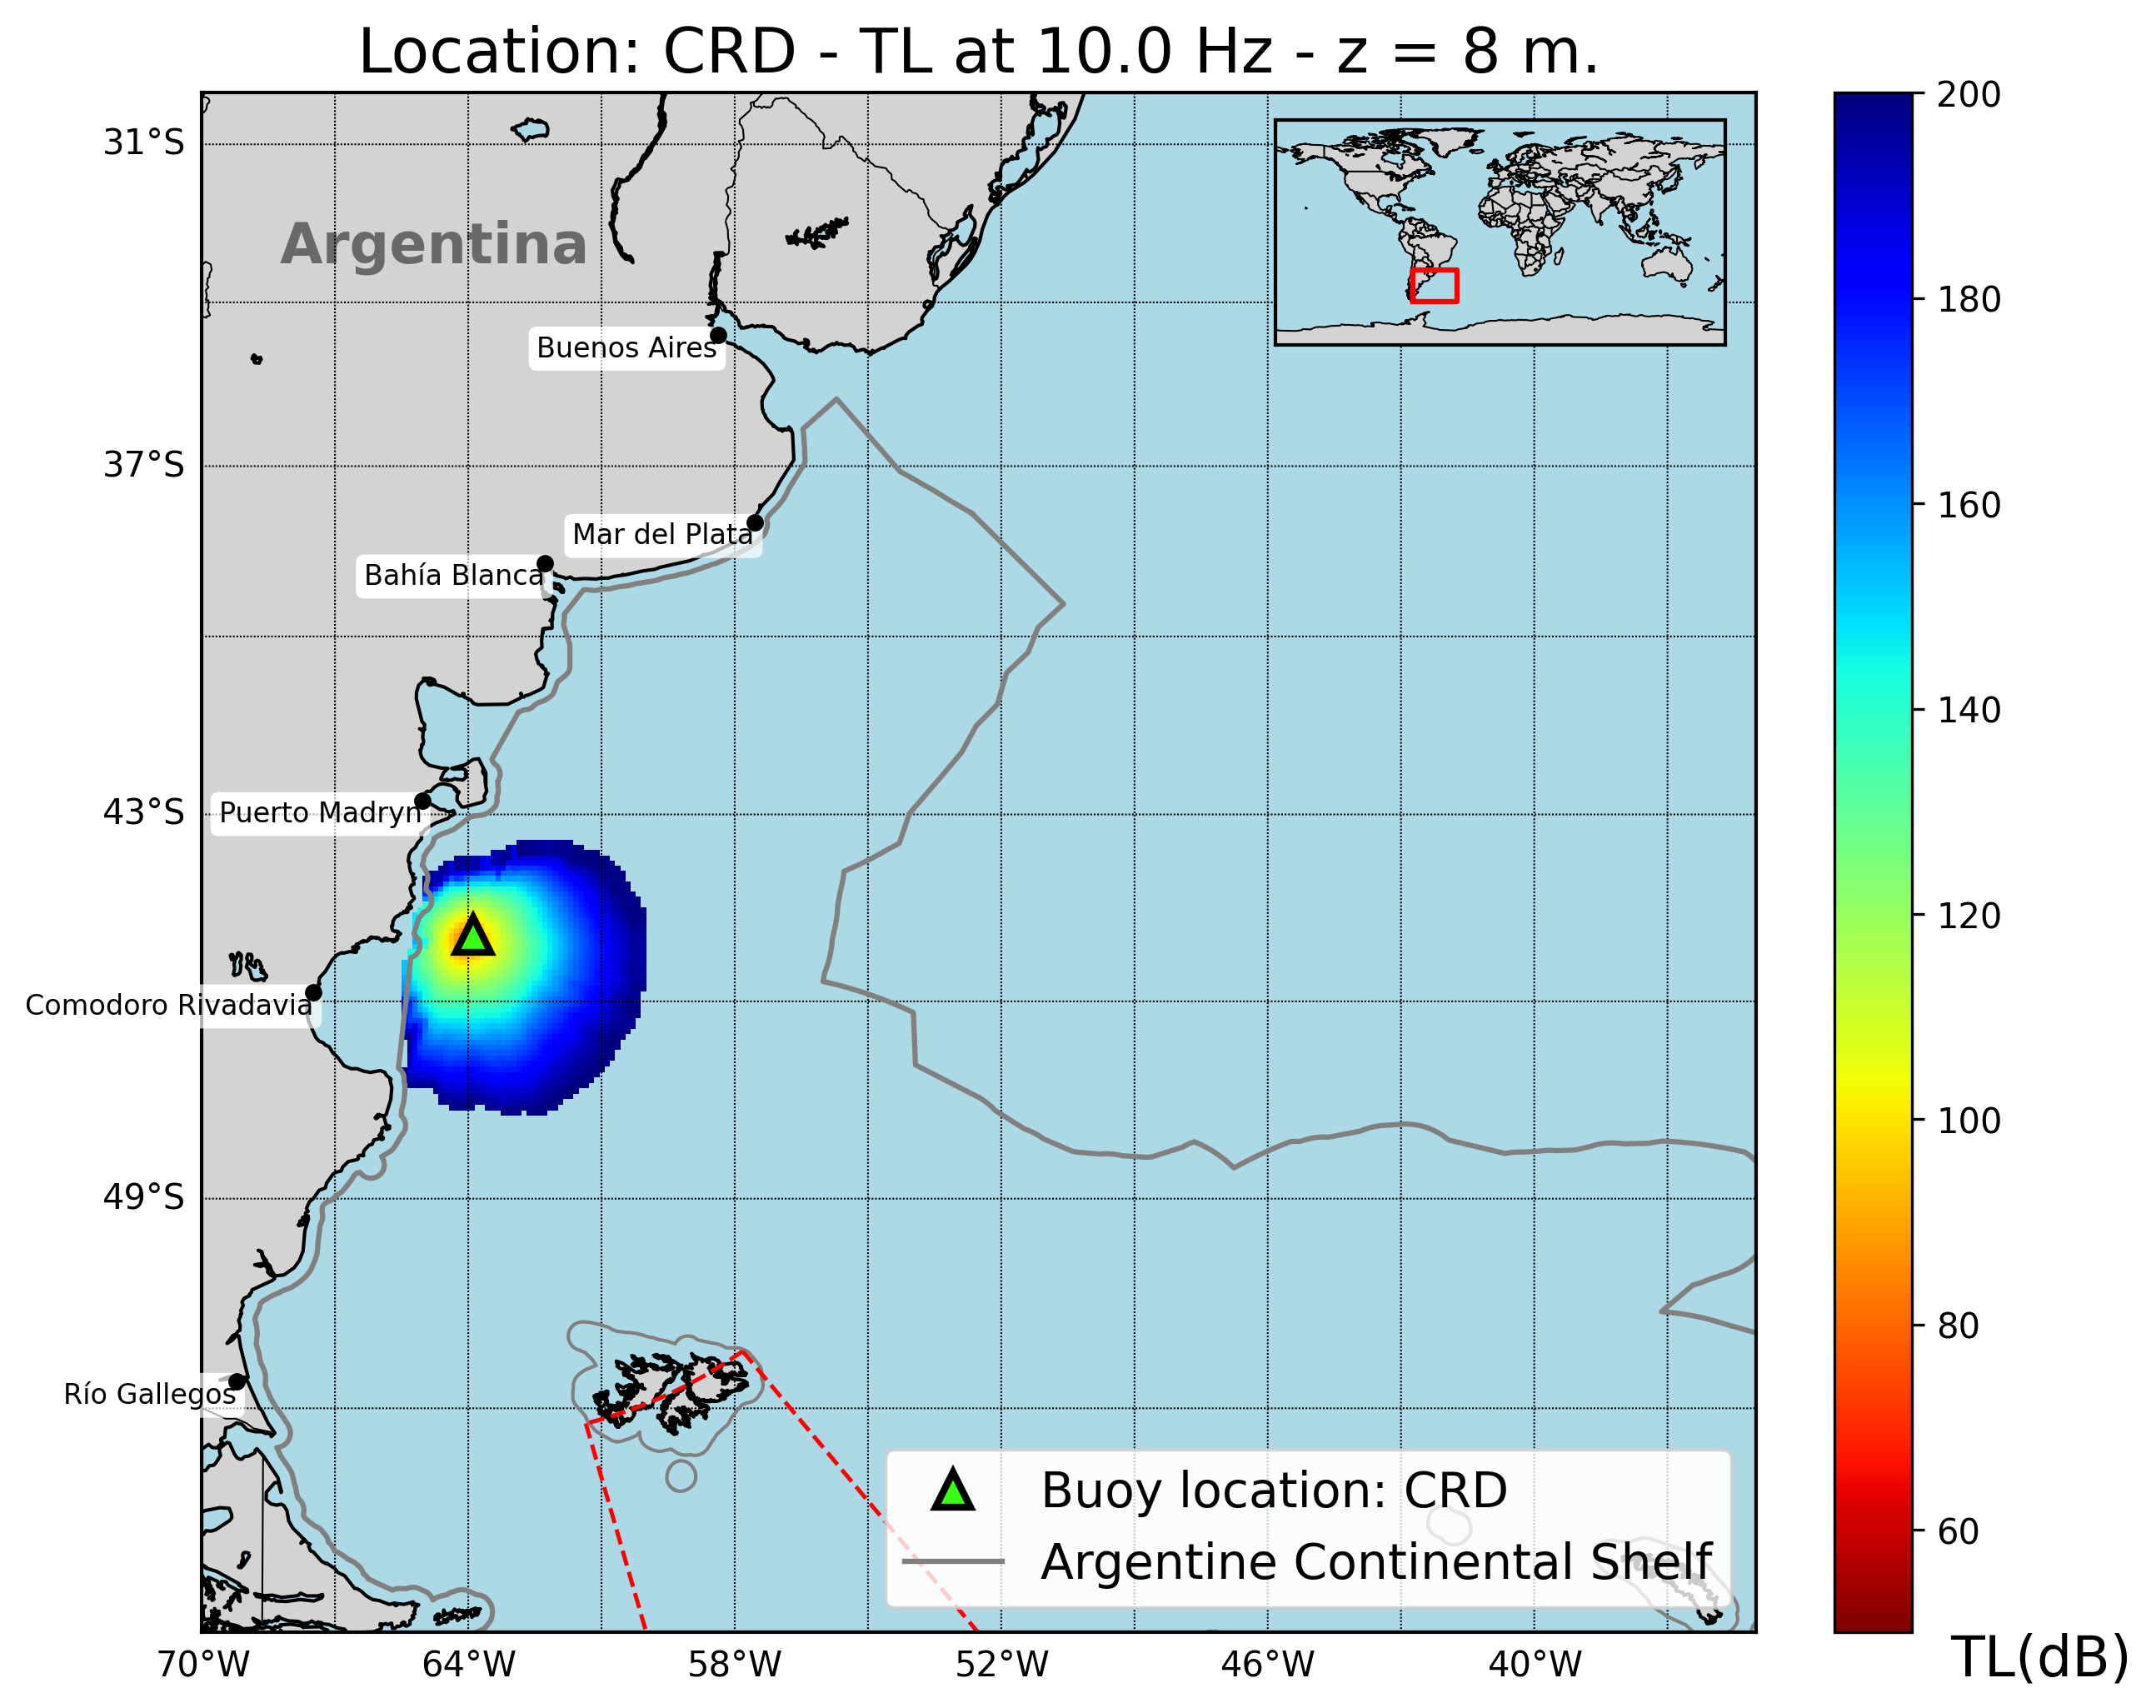 Location: CRD - TL at 10.0 Hz - z = 8 m.
31°S
37°S
43°S
49°S
Argentina
Buenos Aires
Mar del Plata
Bahía Blanca
Puerto Madryn
Comodoro Rivadavia
Río Gallegos
Buoy location: CRD
Argentine Continental Shelf
70°W
64°W
58°W
52°W
46°W
40°W
200
180
160
140
120
100
80
60
TL(dB)